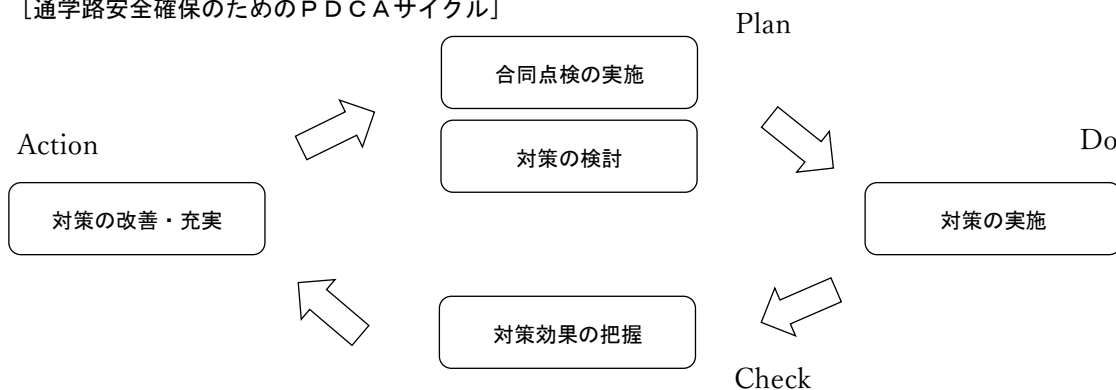 ［通学路安全確保のためのＰＤＣＡサイクル］
Plan
合同点検の実施
対策の検討
Action
Do
対策の改善・充実
対策の実施
対策効果の把握
Check